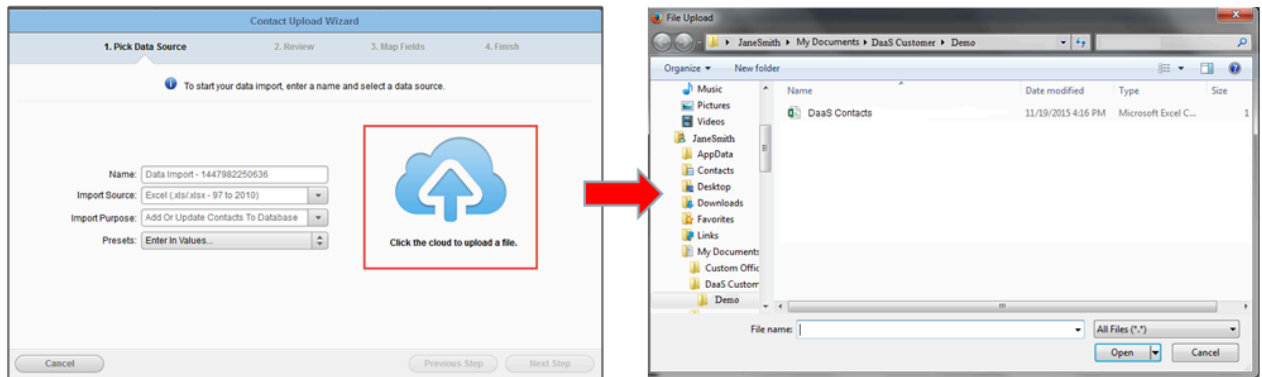 Contact Upload Wizard
1. Pick Data Source 2. Review 3. Map Fields 4. Finish
To start your data import, enter a name and select a data source.
Name: Data Import - 1447982250636
Import Source: Excel (.xls/.xlsx - 97 to 2010)
Import Purpose: Add Or Update Contacts To Database
Presets: Enter In Values...
Click the cloud to upload a file.
Cancel Previous Step Next Step
File Upload
JaneSmith My Documents DaaS Customer Demo
Organize New folder
Name Date modified Type Size
DaaS Contacts 11/19/2015 4:16 PM Microsoft Excel C... 1
Music
Pictures
Videos
JaneSmith
AppData
Contacts
Desktop
Downloads
Favorites
Links
My Documents
Custom Offic
DaaS Custom
Demo
File name: All Files (*.*)
Open Cancel